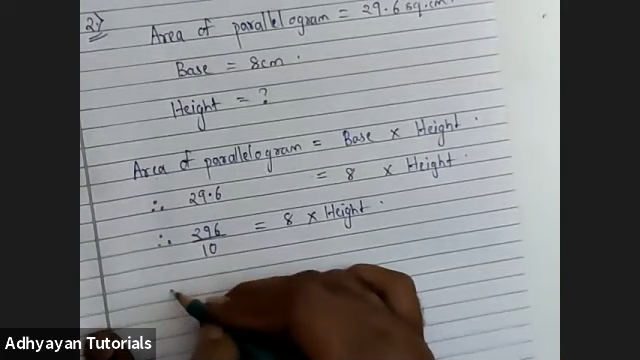 2) Area of parallelogram = 29.6 sq.cm.
Base = 8cm.
Height = ?
Area of parallelogram = Base × Height.
∴ 29.6 = 8 × Height.
∴ 296/10 = 8 × Height.
Adhyayan Tutorials